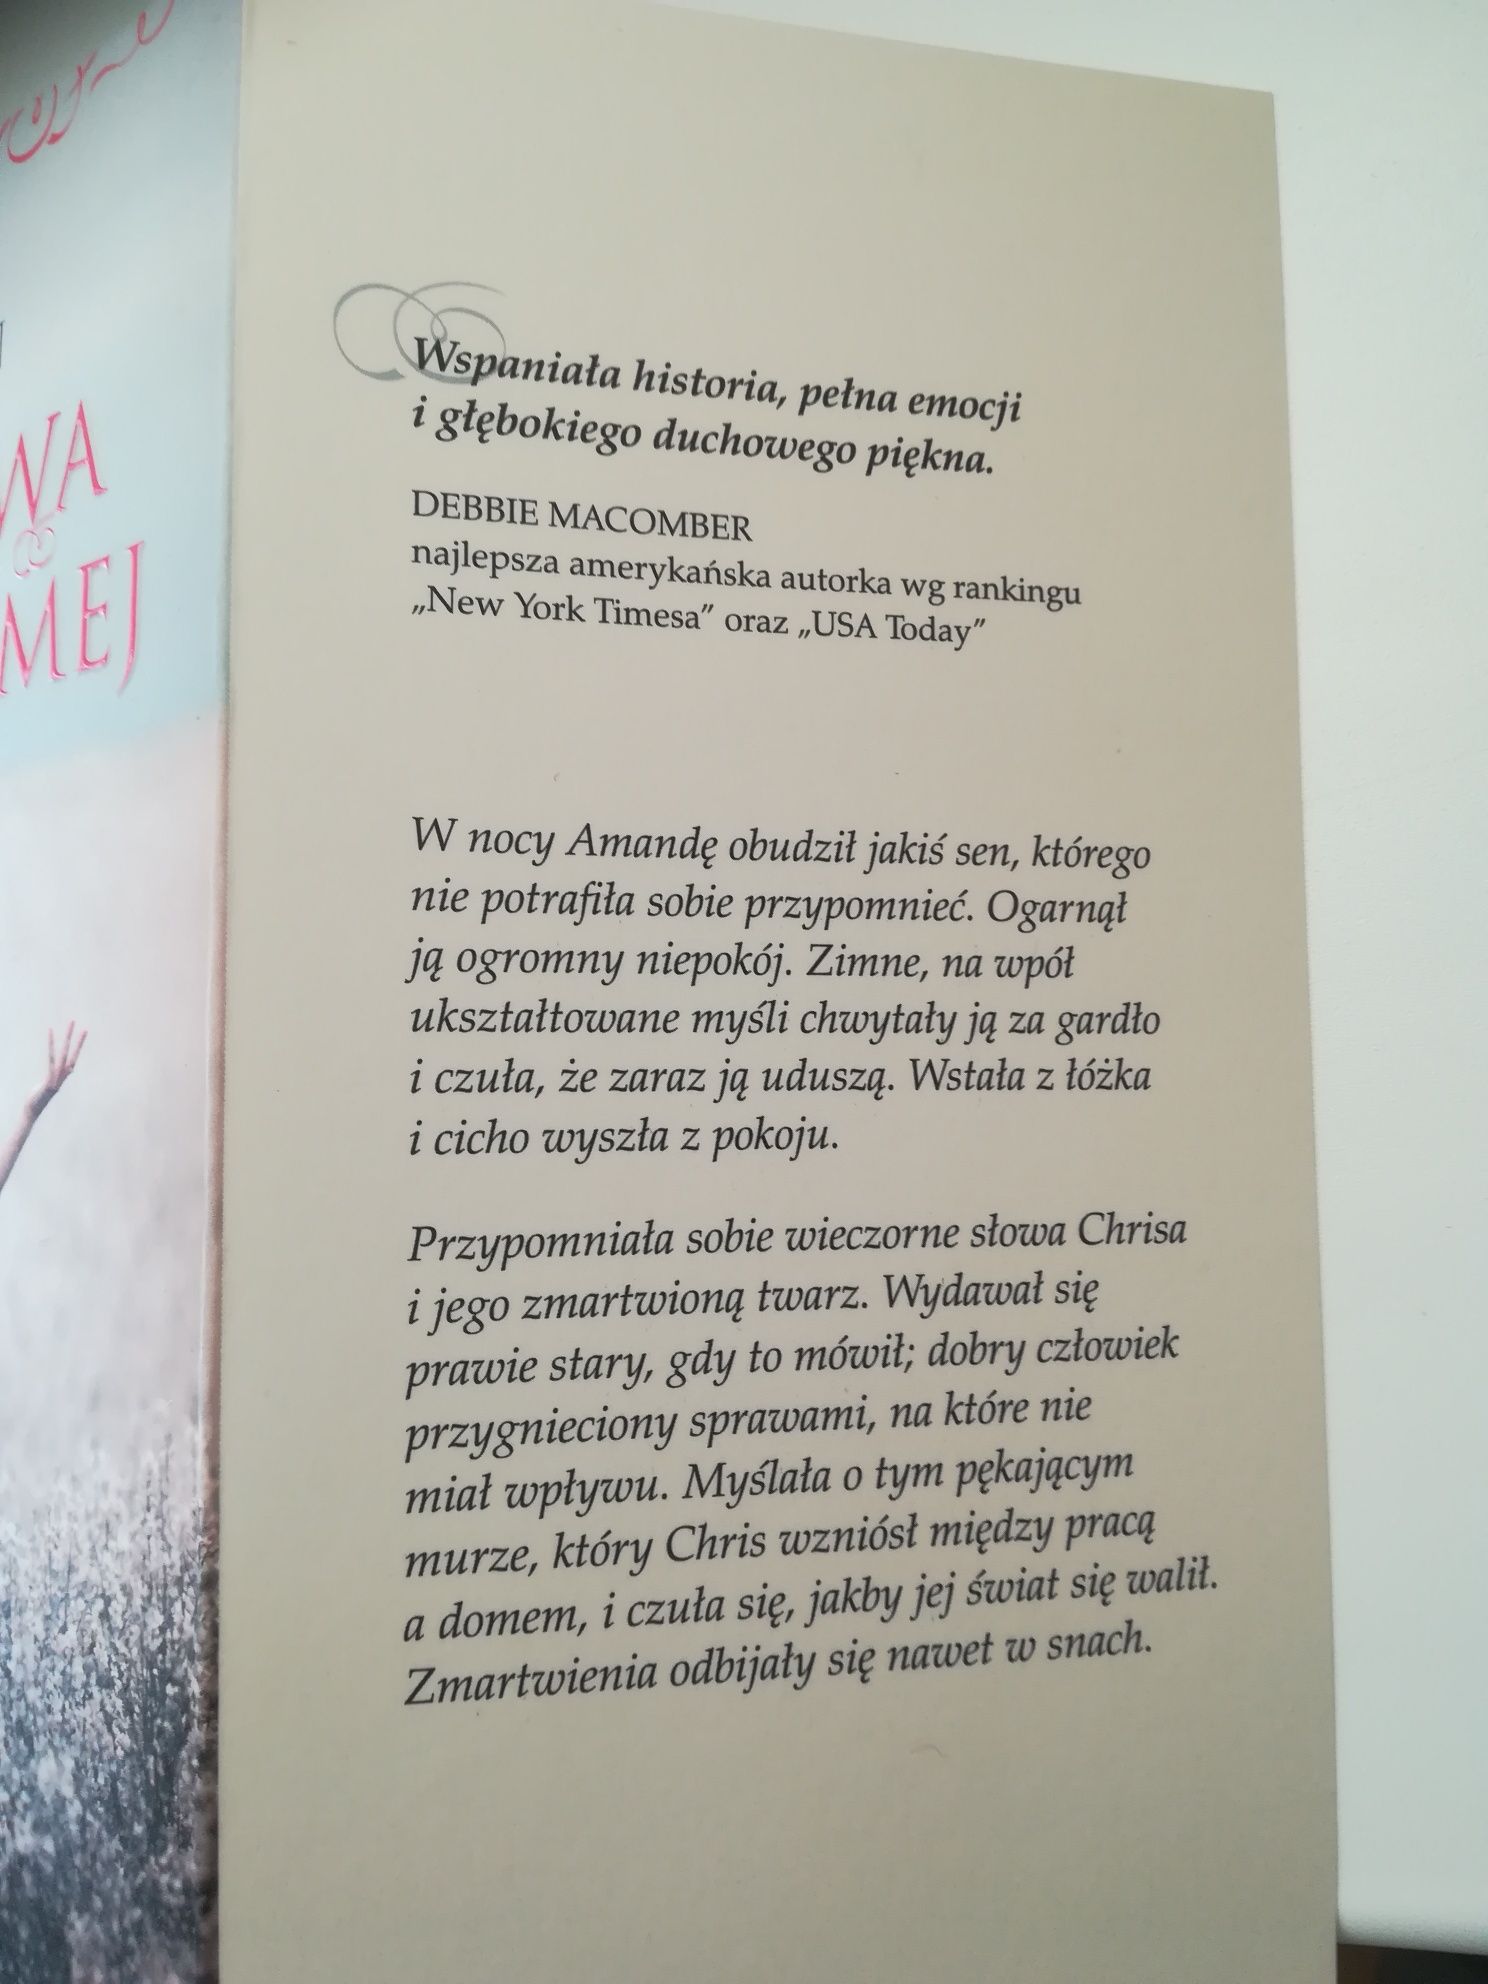 WNA
MEJ
Wspaniała historia, pełna emocji
i głębokiego duchowego piękna.
DEBBIE MACOMBER
najlepsza amerykańska autorka wg rankingu
„New York Timesa” oraz „USA Today”
W nocy Amandę obudził jakiś sen, którego
nie potrafiła sobie przypomnieć. Ogarnął
ją ogromny niepokój. Zimne, na wpół
ukształtowane myśli chwytały ją za gardło
i czuła, że zaraz ją uduszą. Wstała z łóżka
i cicho wyszła z pokoju.
Przypomniała sobie wieczorne słowa Chrisa
i jego zmartwioną twarz. Wydawał się
prawie stary, gdy to mówił; dobry człowiek
przygnieciony sprawami, na które nie
miał wpływu. Myślała o tym pękającym
murze, który Chris wzniósł między pracą
a domem, i czuła się, jakby jej świat się walił.
Zmartwienia odbijały się nawet w snach.